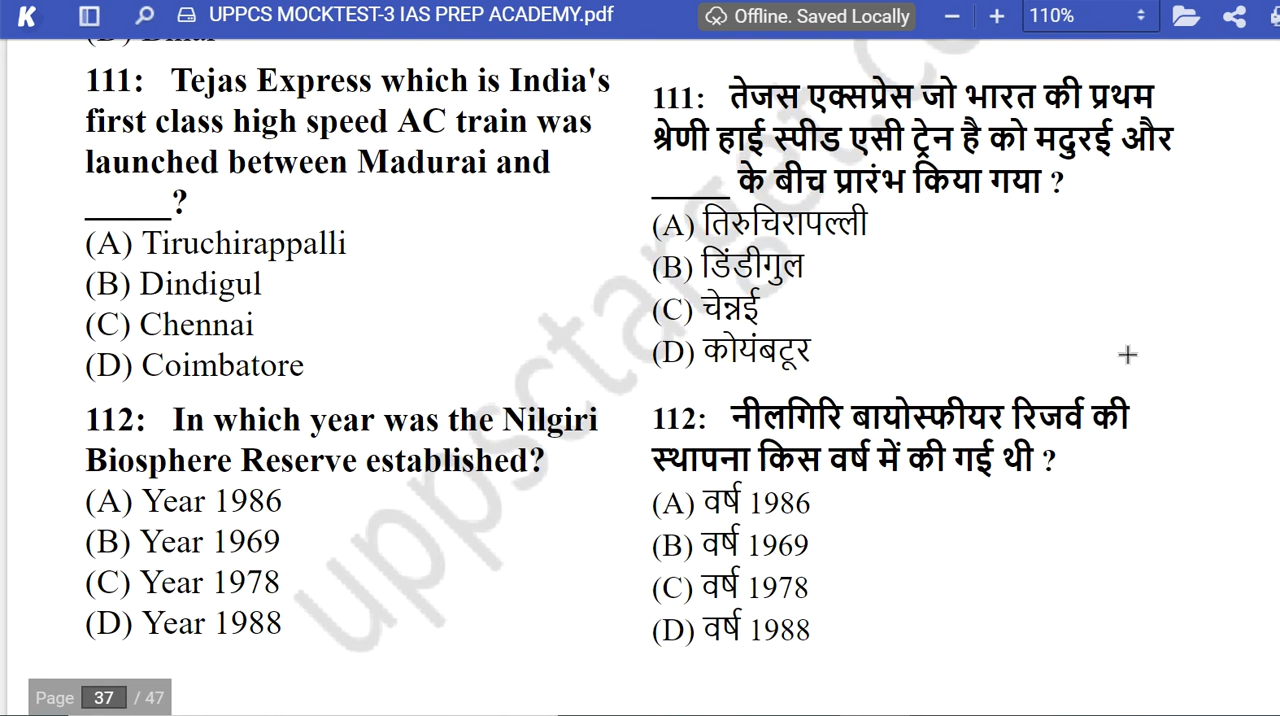 K UPPCS MOCKTEST-3 IAS PREP ACADEMY.pdf Offline. Saved Locally 110%
111: Tejas Express which is India's
first class high speed AC train was
launched between Madurai and
_____?
(A) Tiruchirappalli
(B) Dindigul
(C) Chennai
(D) Coimbatore
112: In which year was the Nilgiri
Biosphere Reserve established?
(A) Year 1986
(B) Year 1969
(C) Year 1978
(D) Year 1988
111: तेजस एक्सप्रेस जो भारत की प्रथम
श्रेणी हाई स्पीड एसी ट्रेन है को मदुरई और
_____ के बीच प्रारंभ किया गया ?
(A) तिरुचिरापल्ली
(B) डिंडीगुल
(C) चेन्नई
(D) कोयंबटूर
112: नीलगिरि बायोस्फीयर रिजर्व की
स्थापना किस वर्ष में की गई थी ?
(A) वर्ष 1986
(B) वर्ष 1969
(C) वर्ष 1978
(D) वर्ष 1988
uppsctarget.co
Page 37 / 47